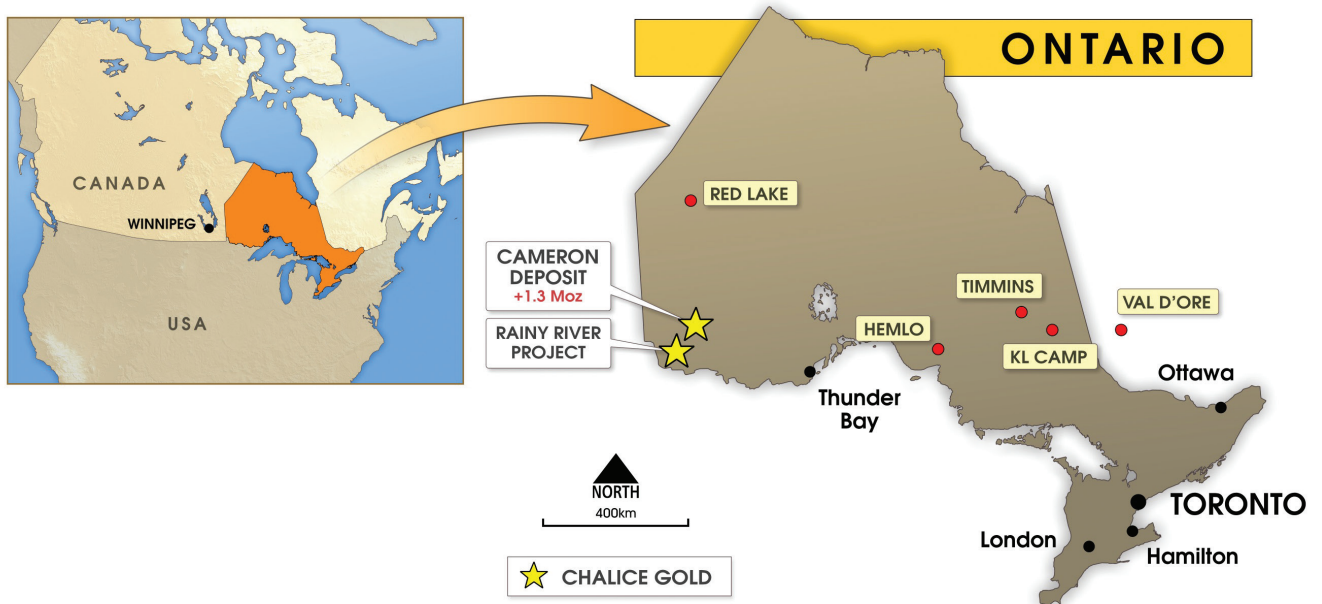 ONTARIO
CANADA
WINNIPEG
USA
RED LAKE
CAMERON
DEPOSIT
+1.3 Moz
RAINY RIVER
PROJECT
TIMMINS
VAL D'ORE
HEMLO
KL CAMP
Ottawa
Thunder
Bay
NORTH
400km
TORONTO
London
Hamilton
CHALICE GOLD